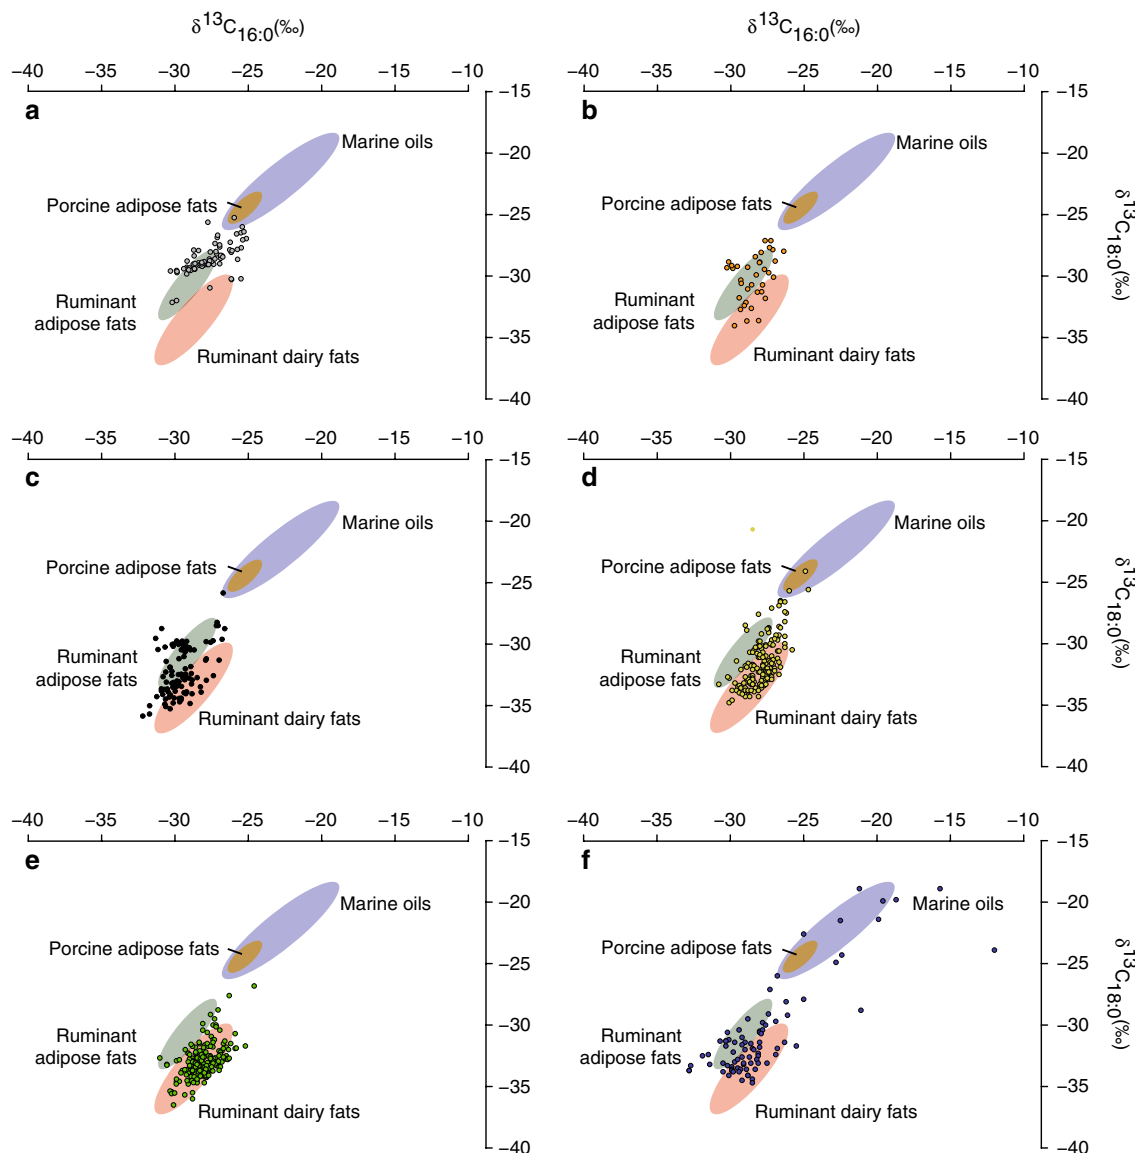 δ13C16:0(‰) δ13C16:0(‰)
−40 −35 −30 −25 −20 −15 −10 −40 −35 −30 −25 −20 −15 −10
a
Marine oils
Porcine adipose fats
Ruminant
adipose fats
Ruminant dairy fats
−15
−20
−25
−30
−35
−40
b
Marine oils
Porcine adipose fats
Ruminant
adipose fats
Ruminant dairy fats
−15
−20
−25
−30
−35
−40
δ13C18:0(‰)
−40 −35 −30 −25 −20 −15 −10 −40 −35 −30 −25 −20 −15 −10
c
Marine oils
Porcine adipose fats
Ruminant
adipose fats
Ruminant dairy fats
−15
−20
−25
−30
−35
−40
d
Marine oils
Porcine adipose fats
Ruminant
adipose fats
Ruminant dairy fats
−15
−20
−25
−30
−35
−40
δ13C18:0(‰)
−40 −35 −30 −25 −20 −15 −10 −40 −35 −30 −25 −20 −15 −10
e
Marine oils
Porcine adipose fats
Ruminant
adipose fats
Ruminant dairy fats
−15
−20
−25
−30
−35
−40
f
Marine oils
Porcine adipose fats
Ruminant
adipose fats
Ruminant dairy fats
−15
−20
−25
−30
−35
−40
δ13C18:0(‰)